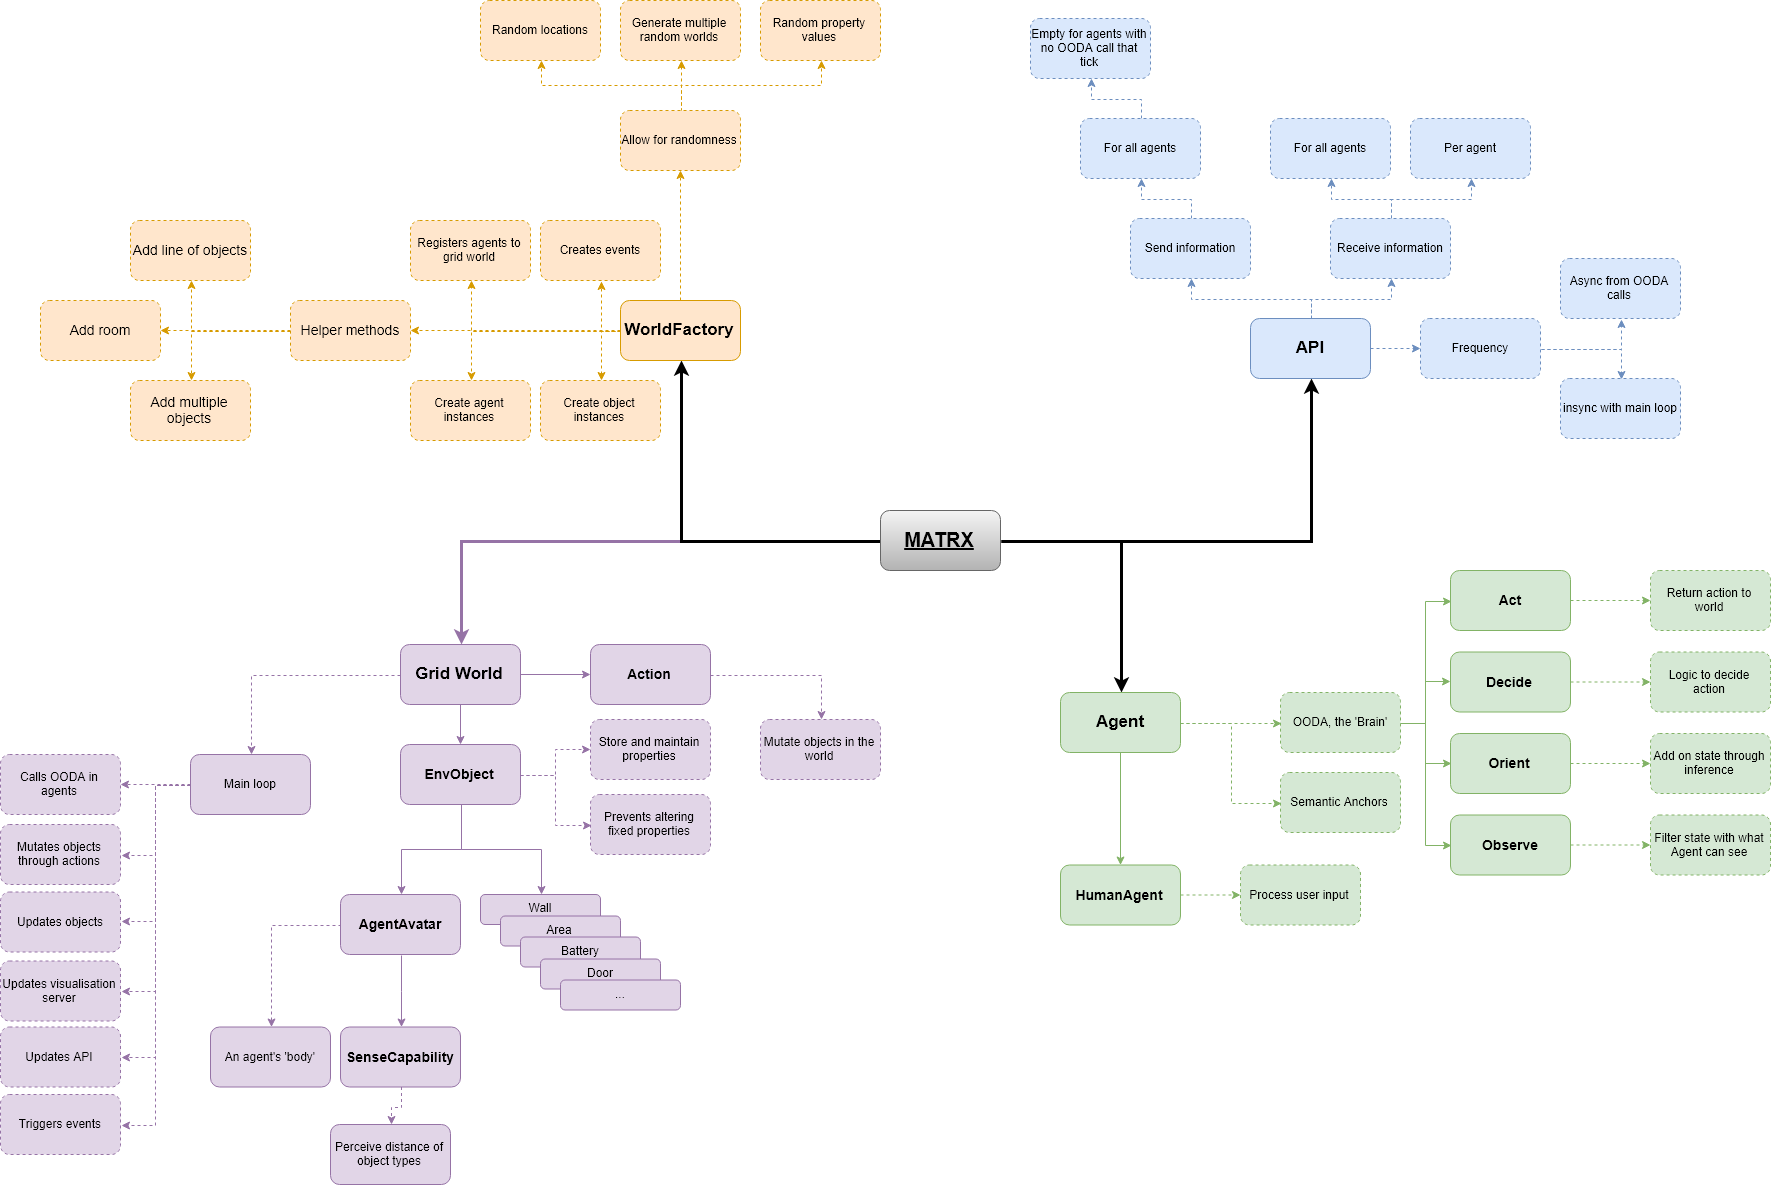 Random locations
Generate multiple
random worlds
Random property
values
Allow for randomness
Add line of objects
Registers agents to
grid world
Creates events
Add room
Helper methods
WorldFactory
Add multiple
objects
Create agent
instances
Create object
instances
Empty for agents with
no OODA call that
tick
For all agents
For all agents
Per agent
Send information
Receive information
Async from OODA
calls
API
Frequency
insync with main loop
MATRX
Grid World
Action
Main loop
EnvObject
Store and maintain
properties
Mutate objects in the
world
Prevents altering
fixed properties
Calls OODA in
agents
Mutates objects
through actions
Updates objects
Updates visualisation
server
Updates API
Triggers events
AgentAvatar
Wall
Area
Battery
Door
...
An agent's 'body'
SenseCapability
Perceive distance of
object types
Agent
OODA, the 'Brain'
Semantic Anchors
HumanAgent
Process user input
Act
Return action to
world
Decide
Logic to decide
action
Orient
Add on state through
inference
Observe
Filter state with what
Agent can see